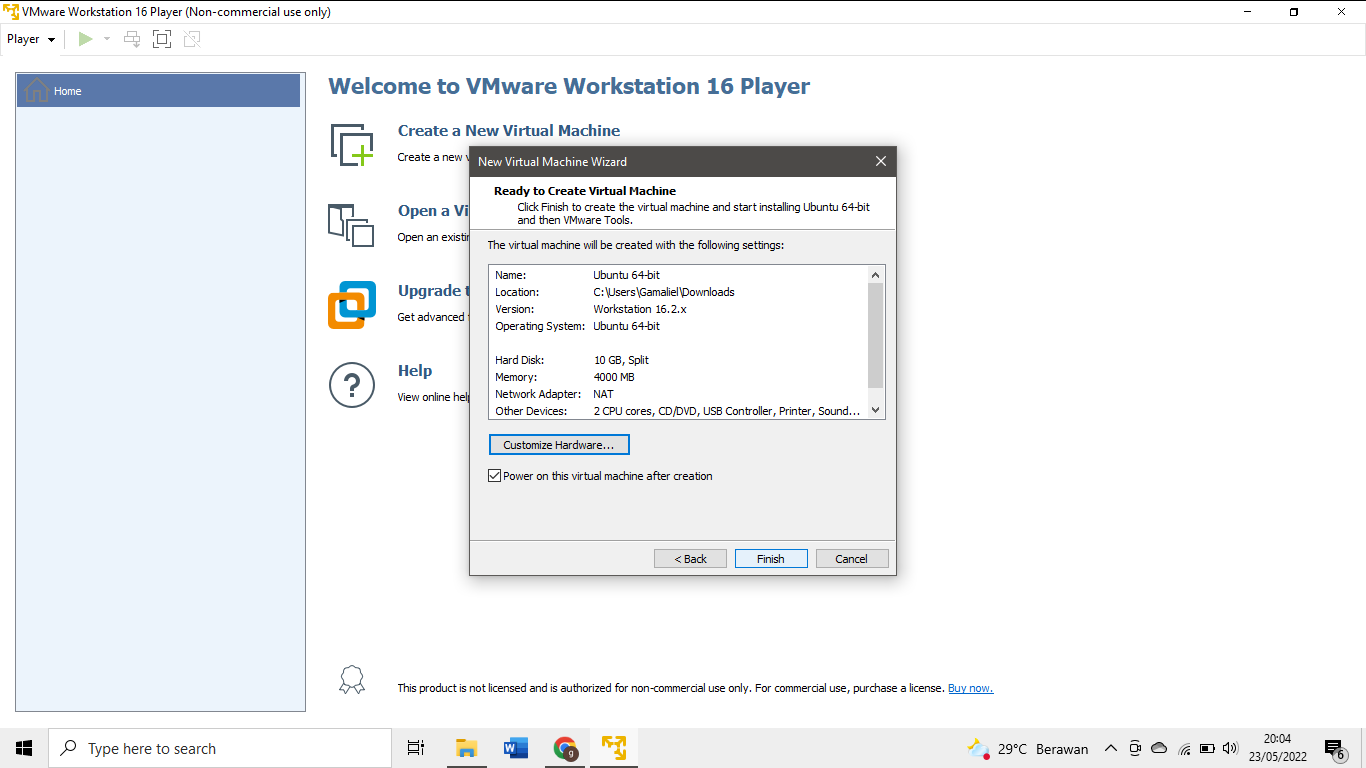 VMware Workstation 16 Player (Non-commercial use only)
Player
Home
Welcome to VMware Workstation 16 Player
Create a New Virtual Machine
Create a new v
Open a Vi
Open an existin
Upgrade t
Get advanced f
Help
View online help
New Virtual Machine Wizard
Ready to Create Virtual Machine
Click Finish to create the virtual machine and start installing Ubuntu 64-bit
and then VMware Tools.
The virtual machine will be created with the following settings:
Name: Ubuntu 64-bit
Location: C:\Users\Gamaliel\Downloads
Version: Workstation 16.2.x
Operating System: Ubuntu 64-bit
Hard Disk: 10 GB, Split
Memory: 4000 MB
Network Adapter: NAT
Other Devices: 2 CPU cores, CD/DVD, USB Controller, Printer, Sound...
Customize Hardware...
Power on this virtual machine after creation
< Back
Finish
Cancel
This product is not licensed and is authorized for non-commercial use only. For commercial use, purchase a license. Buy now.
Type here to search
29°C Berawan
20:04
23/05/2022
6